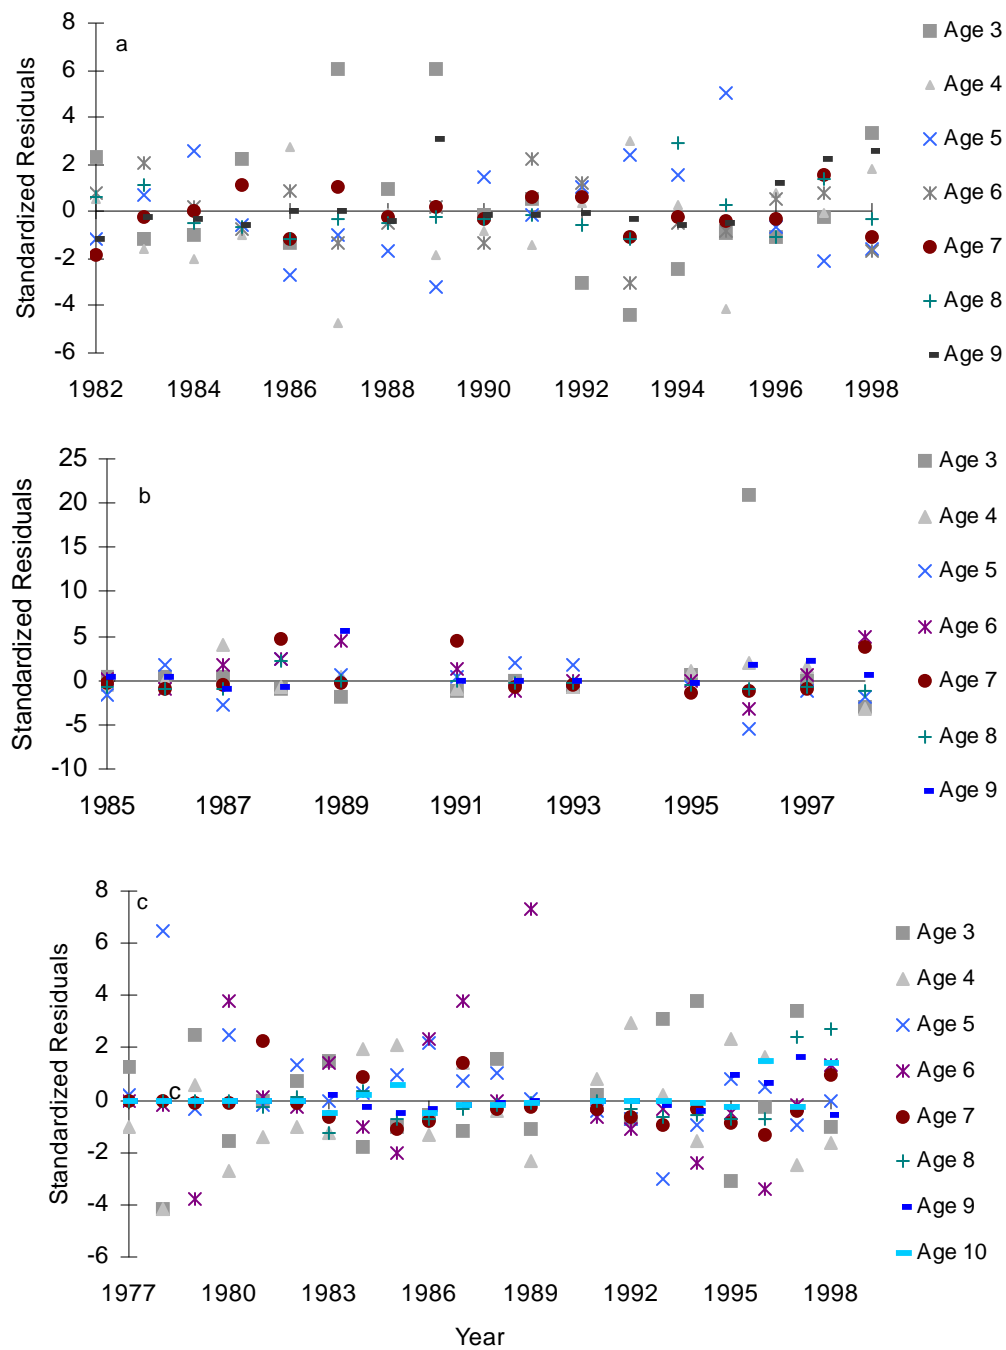 a
Standardized Residuals
8
6
4
2
0
-2
-4
-6
1982 1984 1986 1988 1990 1992 1994 1996 1998
Age 3
Age 4
Age 5
Age 6
Age 7
Age 8
Age 9
b
Standardized Residuals
25
20
15
10
5
0
-5
-10
1985 1987 1989 1991 1993 1995 1997
Age 3
Age 4
Age 5
Age 6
Age 7
Age 8
Age 9
c
c
Standardized Residuals
8
6
4
2
0
-2
-4
-6
1977 1980 1983 1986 1989 1992 1995 1998
Year
Age 3
Age 4
Age 5
Age 6
Age 7
Age 8
Age 9
Age 10